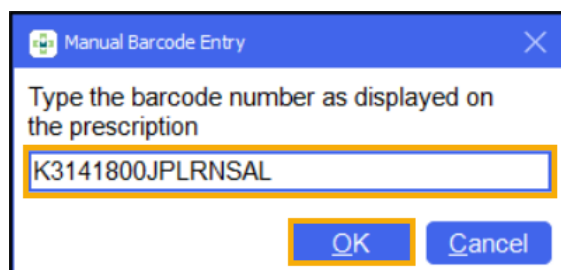 Manual Barcode Entry
Type the barcode number as displayed on
the prescription
K3141800JPLRNSAL
OK Cancel